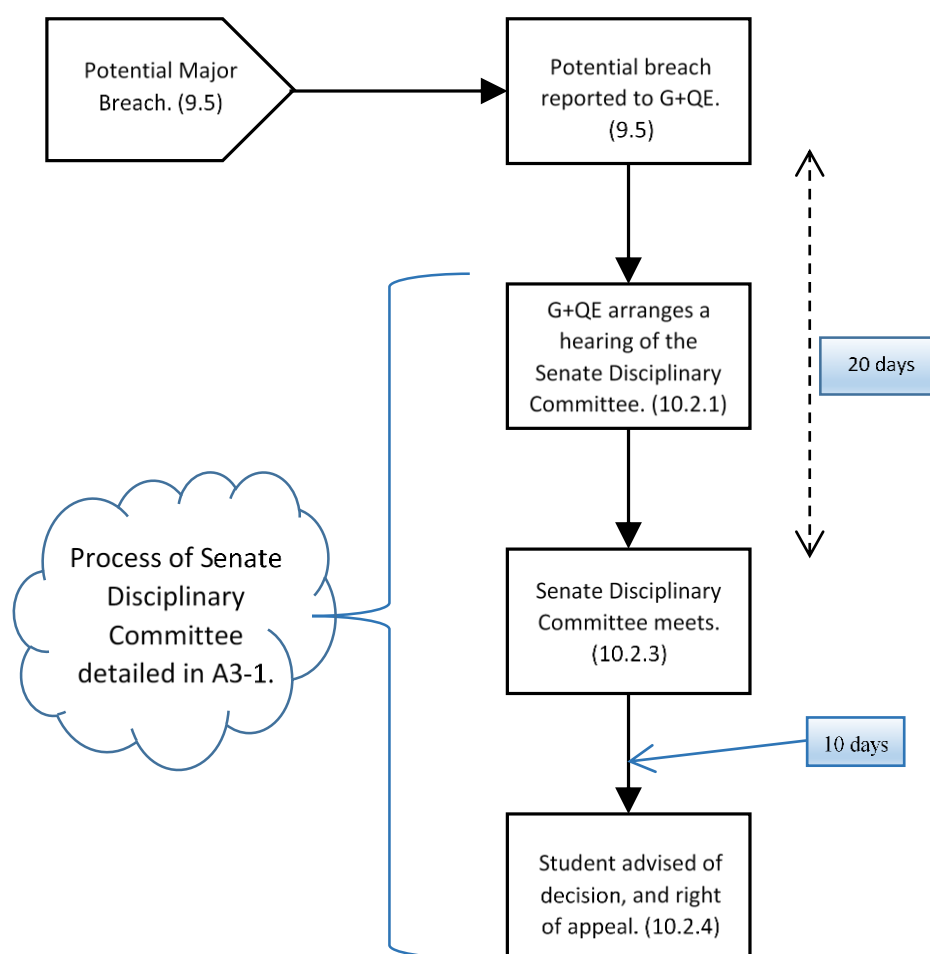 Potential Major
Breach. (9.5)
Potential breach
reported to G+QE.
(9.5)
G+QE arranges a
hearing of the
Senate Disciplinary
Committee. (10.2.1)
20 days
Process of Senate
Disciplinary
Committee
detailed in A3-1.
Senate Disciplinary
Committee meets.
(10.2.3)
10 days
Student advised of
decision, and right
of appeal. (10.2.4)